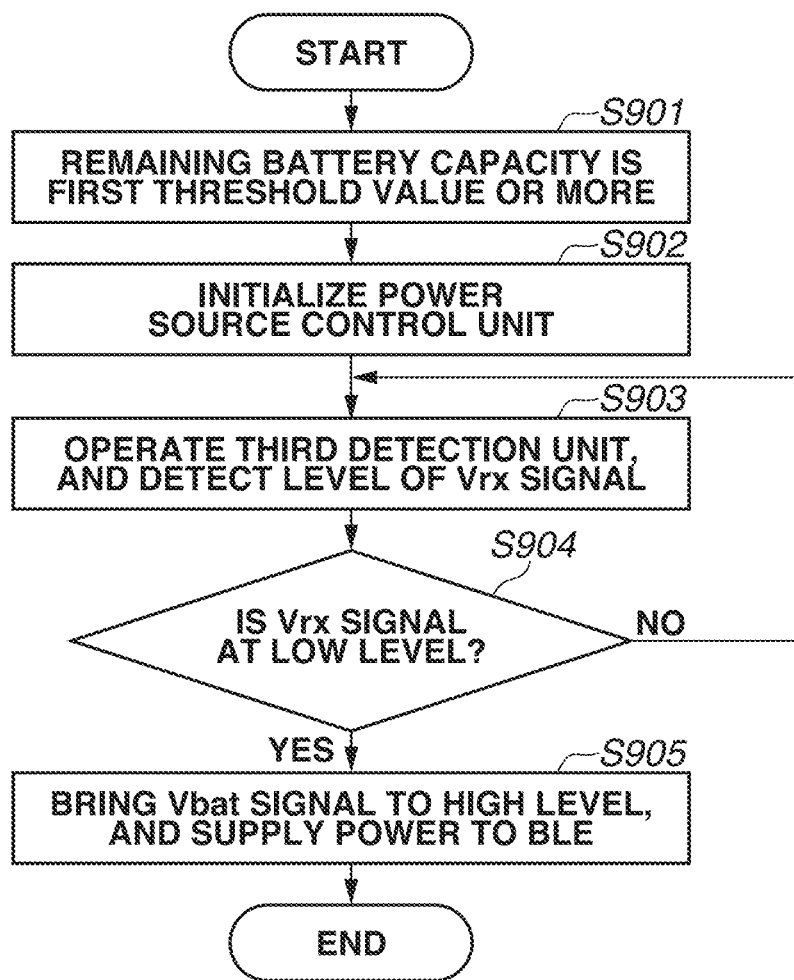 START
S901
REMAINING BATTERY CAPACITY IS
FIRST THRESHOLD VALUE OR MORE
S902
INITIALIZE POWER
SOURCE CONTROL UNIT
S903
OPERATE THIRD DETECTION UNIT,
AND DETECT LEVEL OF Vrx SIGNAL
S904
IS Vrx SIGNAL
AT LOW LEVEL?
NO
YES
S905
BRING Vbat SIGNAL TO HIGH LEVEL,
AND SUPPLY POWER TO BLE
END